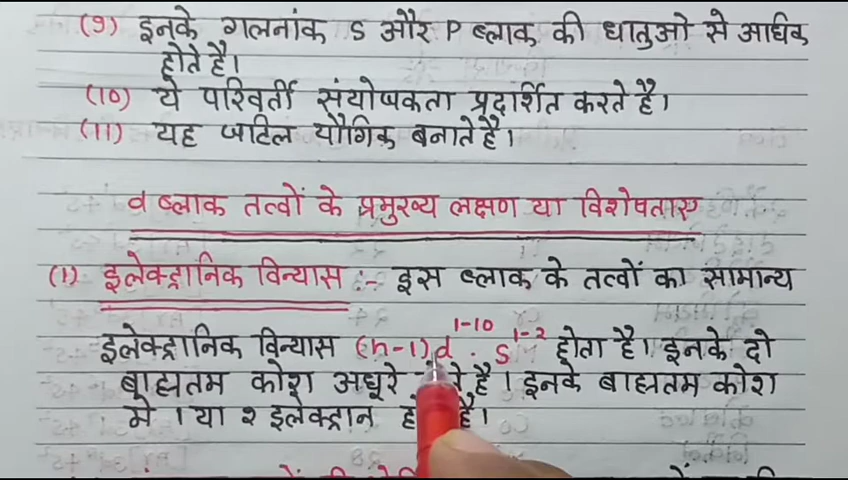 (9) इनके गलनांक S और P ब्लाक की धातुओ से अधिक
होते है।
(10) ये परिवर्ती संयोजकता प्रदर्शित करते है।
(11) यह जटिल यौगिक बनाते है।
d ब्लाक तत्वों के प्रमुख्य लक्षण या विशेषताए
(1) इलेक्ट्रानिक विन्यास :- इस ब्लाक के तत्वों का सामान्य
इलेक्ट्रानिक विन्यास (n-1)d¹⁻¹⁰ . s¹⁻² होता है। इनके दो
बाह्यतम कोश अधूरे है। इनके बाह्यतम कोश
मे 1 या 2 इलेक्ट्रान है।